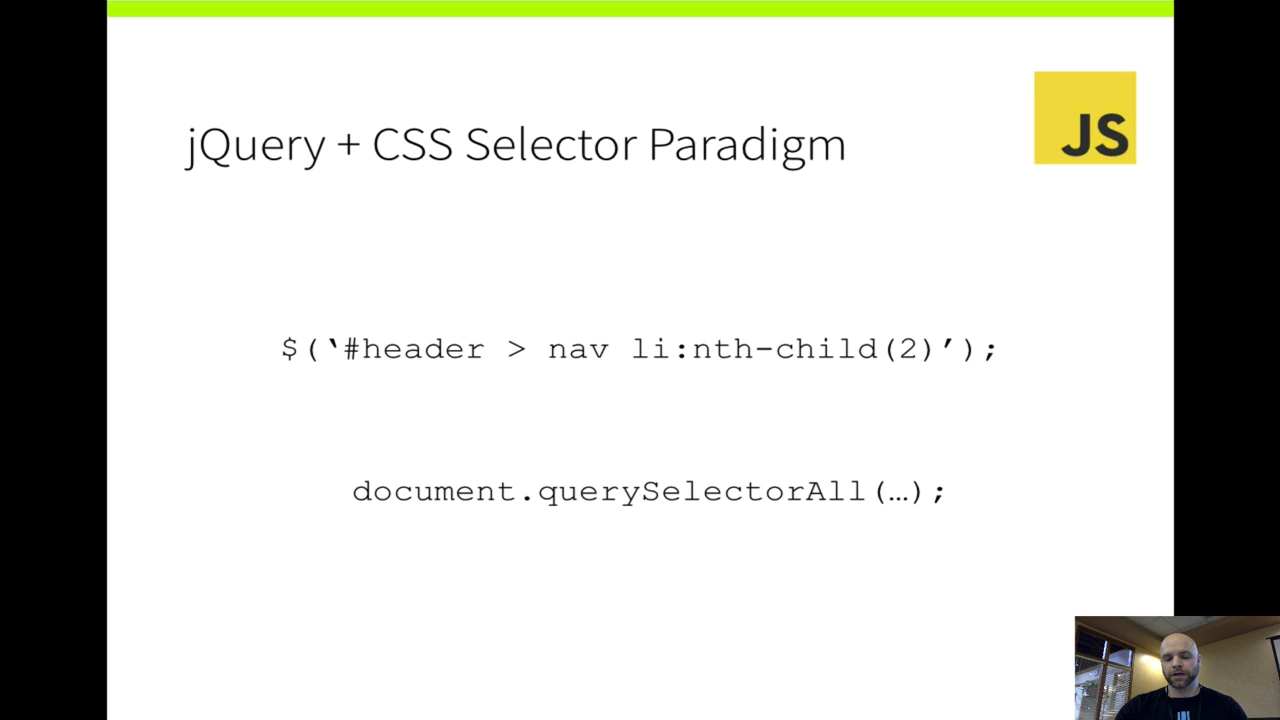 jQuery + CSS Selector Paradigm
JS
$(‘#header > nav li:nth-child(2)’);
document.querySelectorAll(…);